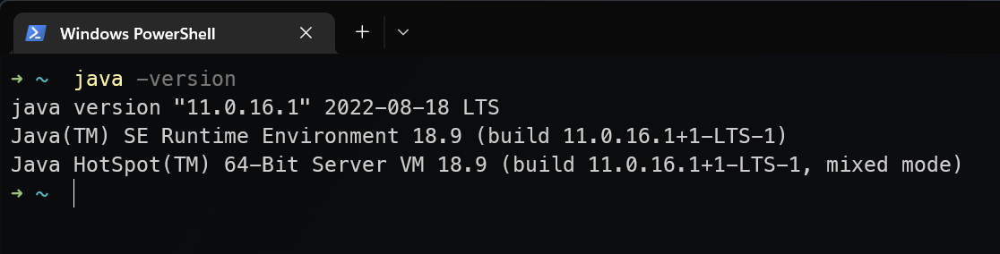 Windows PowerShell
➜ ~ java -version
java version "11.0.16.1" 2022-08-18 LTS
Java(TM) SE Runtime Environment 18.9 (build 11.0.16.1+1-LTS-1)
Java HotSpot(TM) 64-Bit Server VM 18.9 (build 11.0.16.1+1-LTS-1, mixed mode)
➜ ~